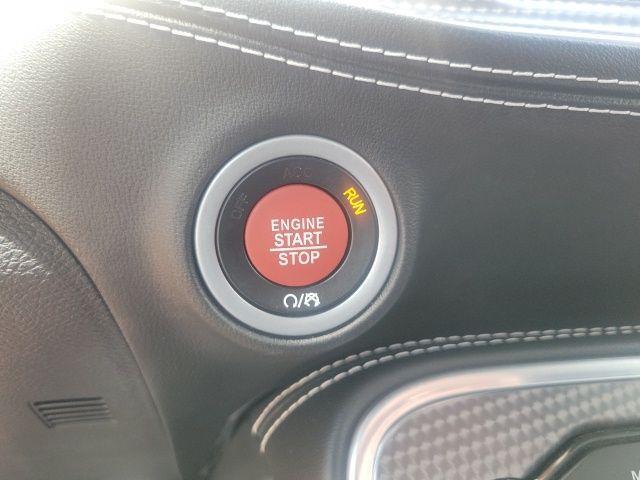 OFF
ACC
RUN
ENGINE
START
STOP
M